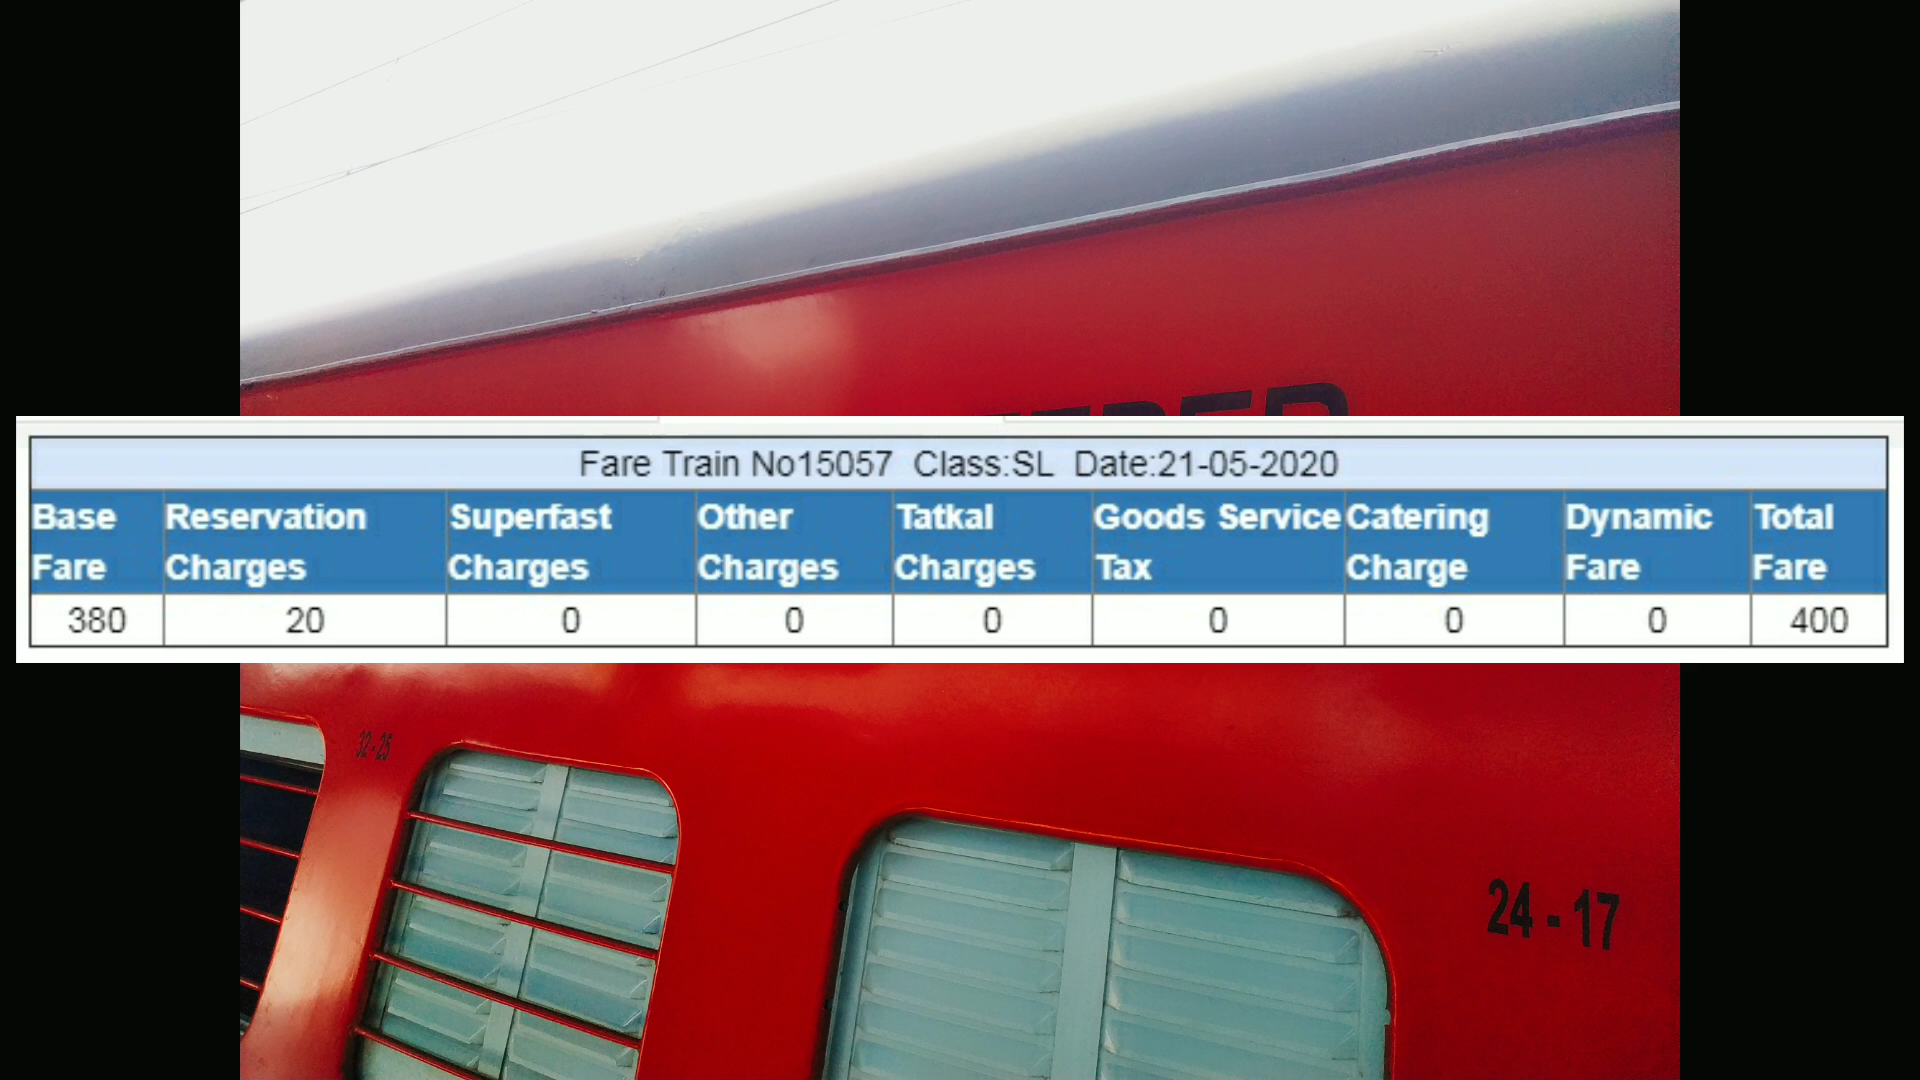 Fare Train No15057 Class:SL Date:21-05-2020
Base Fare Reservation Charges Superfast Charges Other Charges Tatkal Charges Goods Service Tax Catering Charge Dynamic Fare Total Fare
380 20 0 0 0 0 0 0 400
32-25
24 - 17